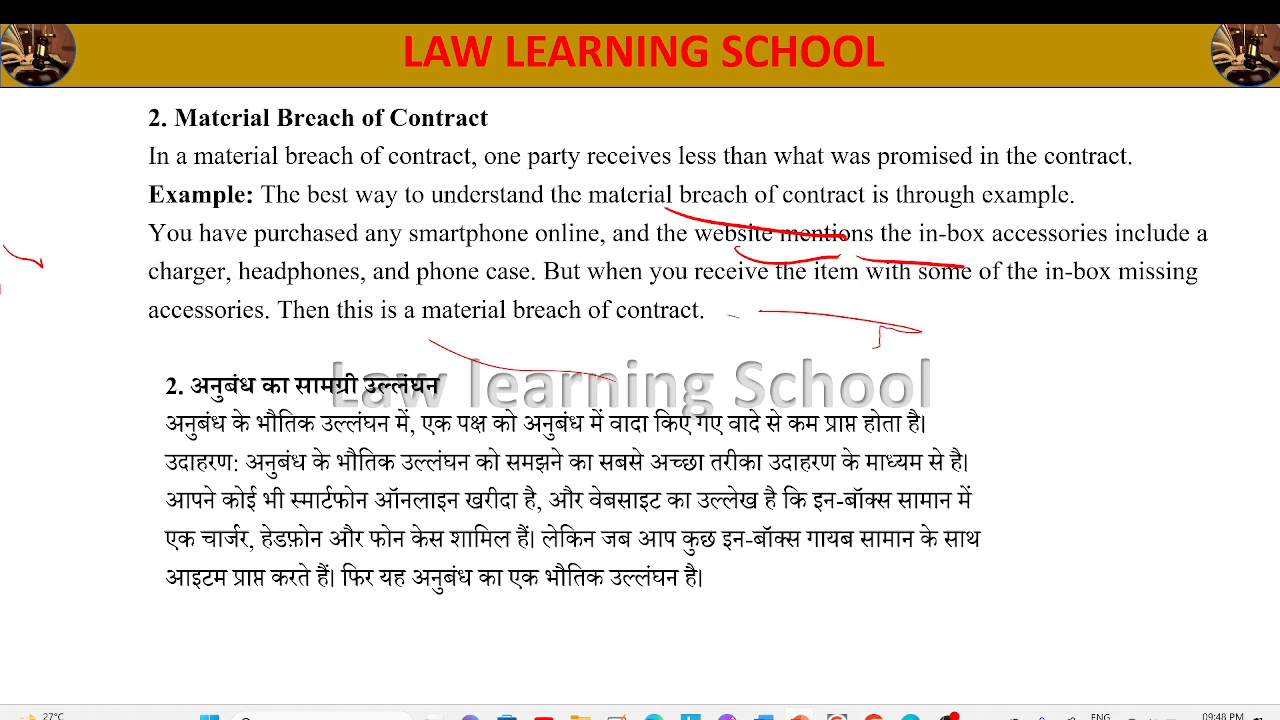 LAW LEARNING SCHOOL
2. Material Breach of Contract
In a material breach of contract, one party receives less than what was promised in the contract.
Example: The best way to understand the material breach of contract is through example.
You have purchased any smartphone online, and the website mentions the in-box accessories include a
charger, headphones, and phone case. But when you receive the item with some of the in-box missing
accessories. Then this is a material breach of contract.
Law learning School
2. अनुबंध का सामग्री उल्लंघन
अनुबंध के भौतिक उल्लंघन में, एक पक्ष को अनुबंध में वादा किए गए वादे से कम प्राप्त होता है।
उदाहरण: अनुबंध के भौतिक उल्लंघन को समझने का सबसे अच्छा तरीका उदाहरण के माध्यम से है।
आपने कोई भी स्मार्टफोन ऑनलाइन खरीदा है, और वेबसाइट का उल्लेख है कि इन-बॉक्स सामान में
एक चार्जर, हेडफ़ोन और फोन केस शामिल हैं। लेकिन जब आप कुछ इन-बॉक्स गायब सामान के साथ
आइटम प्राप्त करते हैं। फिर यह अनुबंध का एक भौतिक उल्लंघन है।
27°C
ENG
09:48 PM